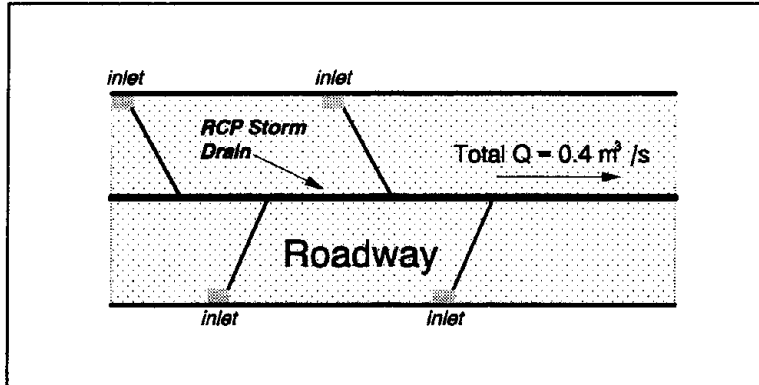 inlet inlet
RCP Storm
Drain
Total Q = 0.4 m³ /s
Roadway
inlet inlet